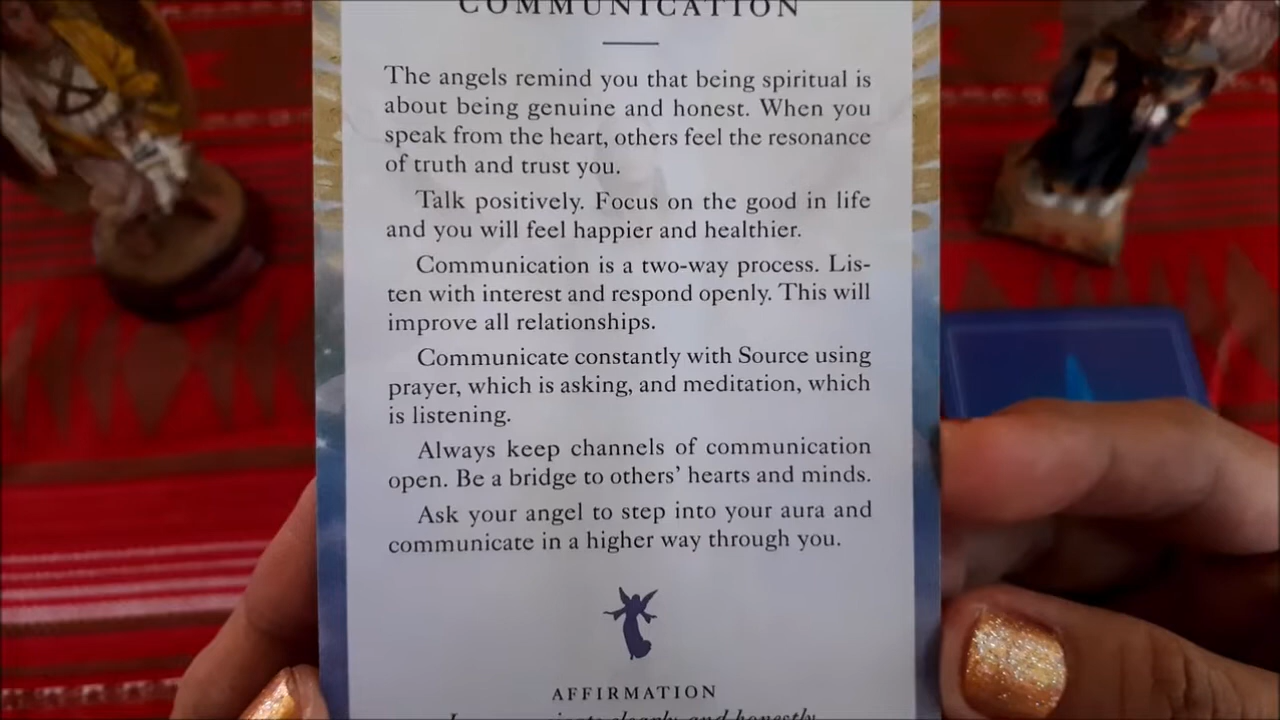 COMMUNICATION
The angels remind you that being spiritual is
about being genuine and honest. When you
speak from the heart, others feel the resonance
of truth and trust you.
Talk positively. Focus on the good in life
and you will feel happier and healthier.
Communication is a two-way process. Lis-
ten with interest and respond openly. This will
improve all relationships.
Communicate constantly with Source using
prayer, which is asking, and meditation, which
is listening.
Always keep channels of communication
open. Be a bridge to others’ hearts and minds.
Ask your angel to step into your aura and
communicate in a higher way through you.
AFFIRMATION
I clearly and honestly